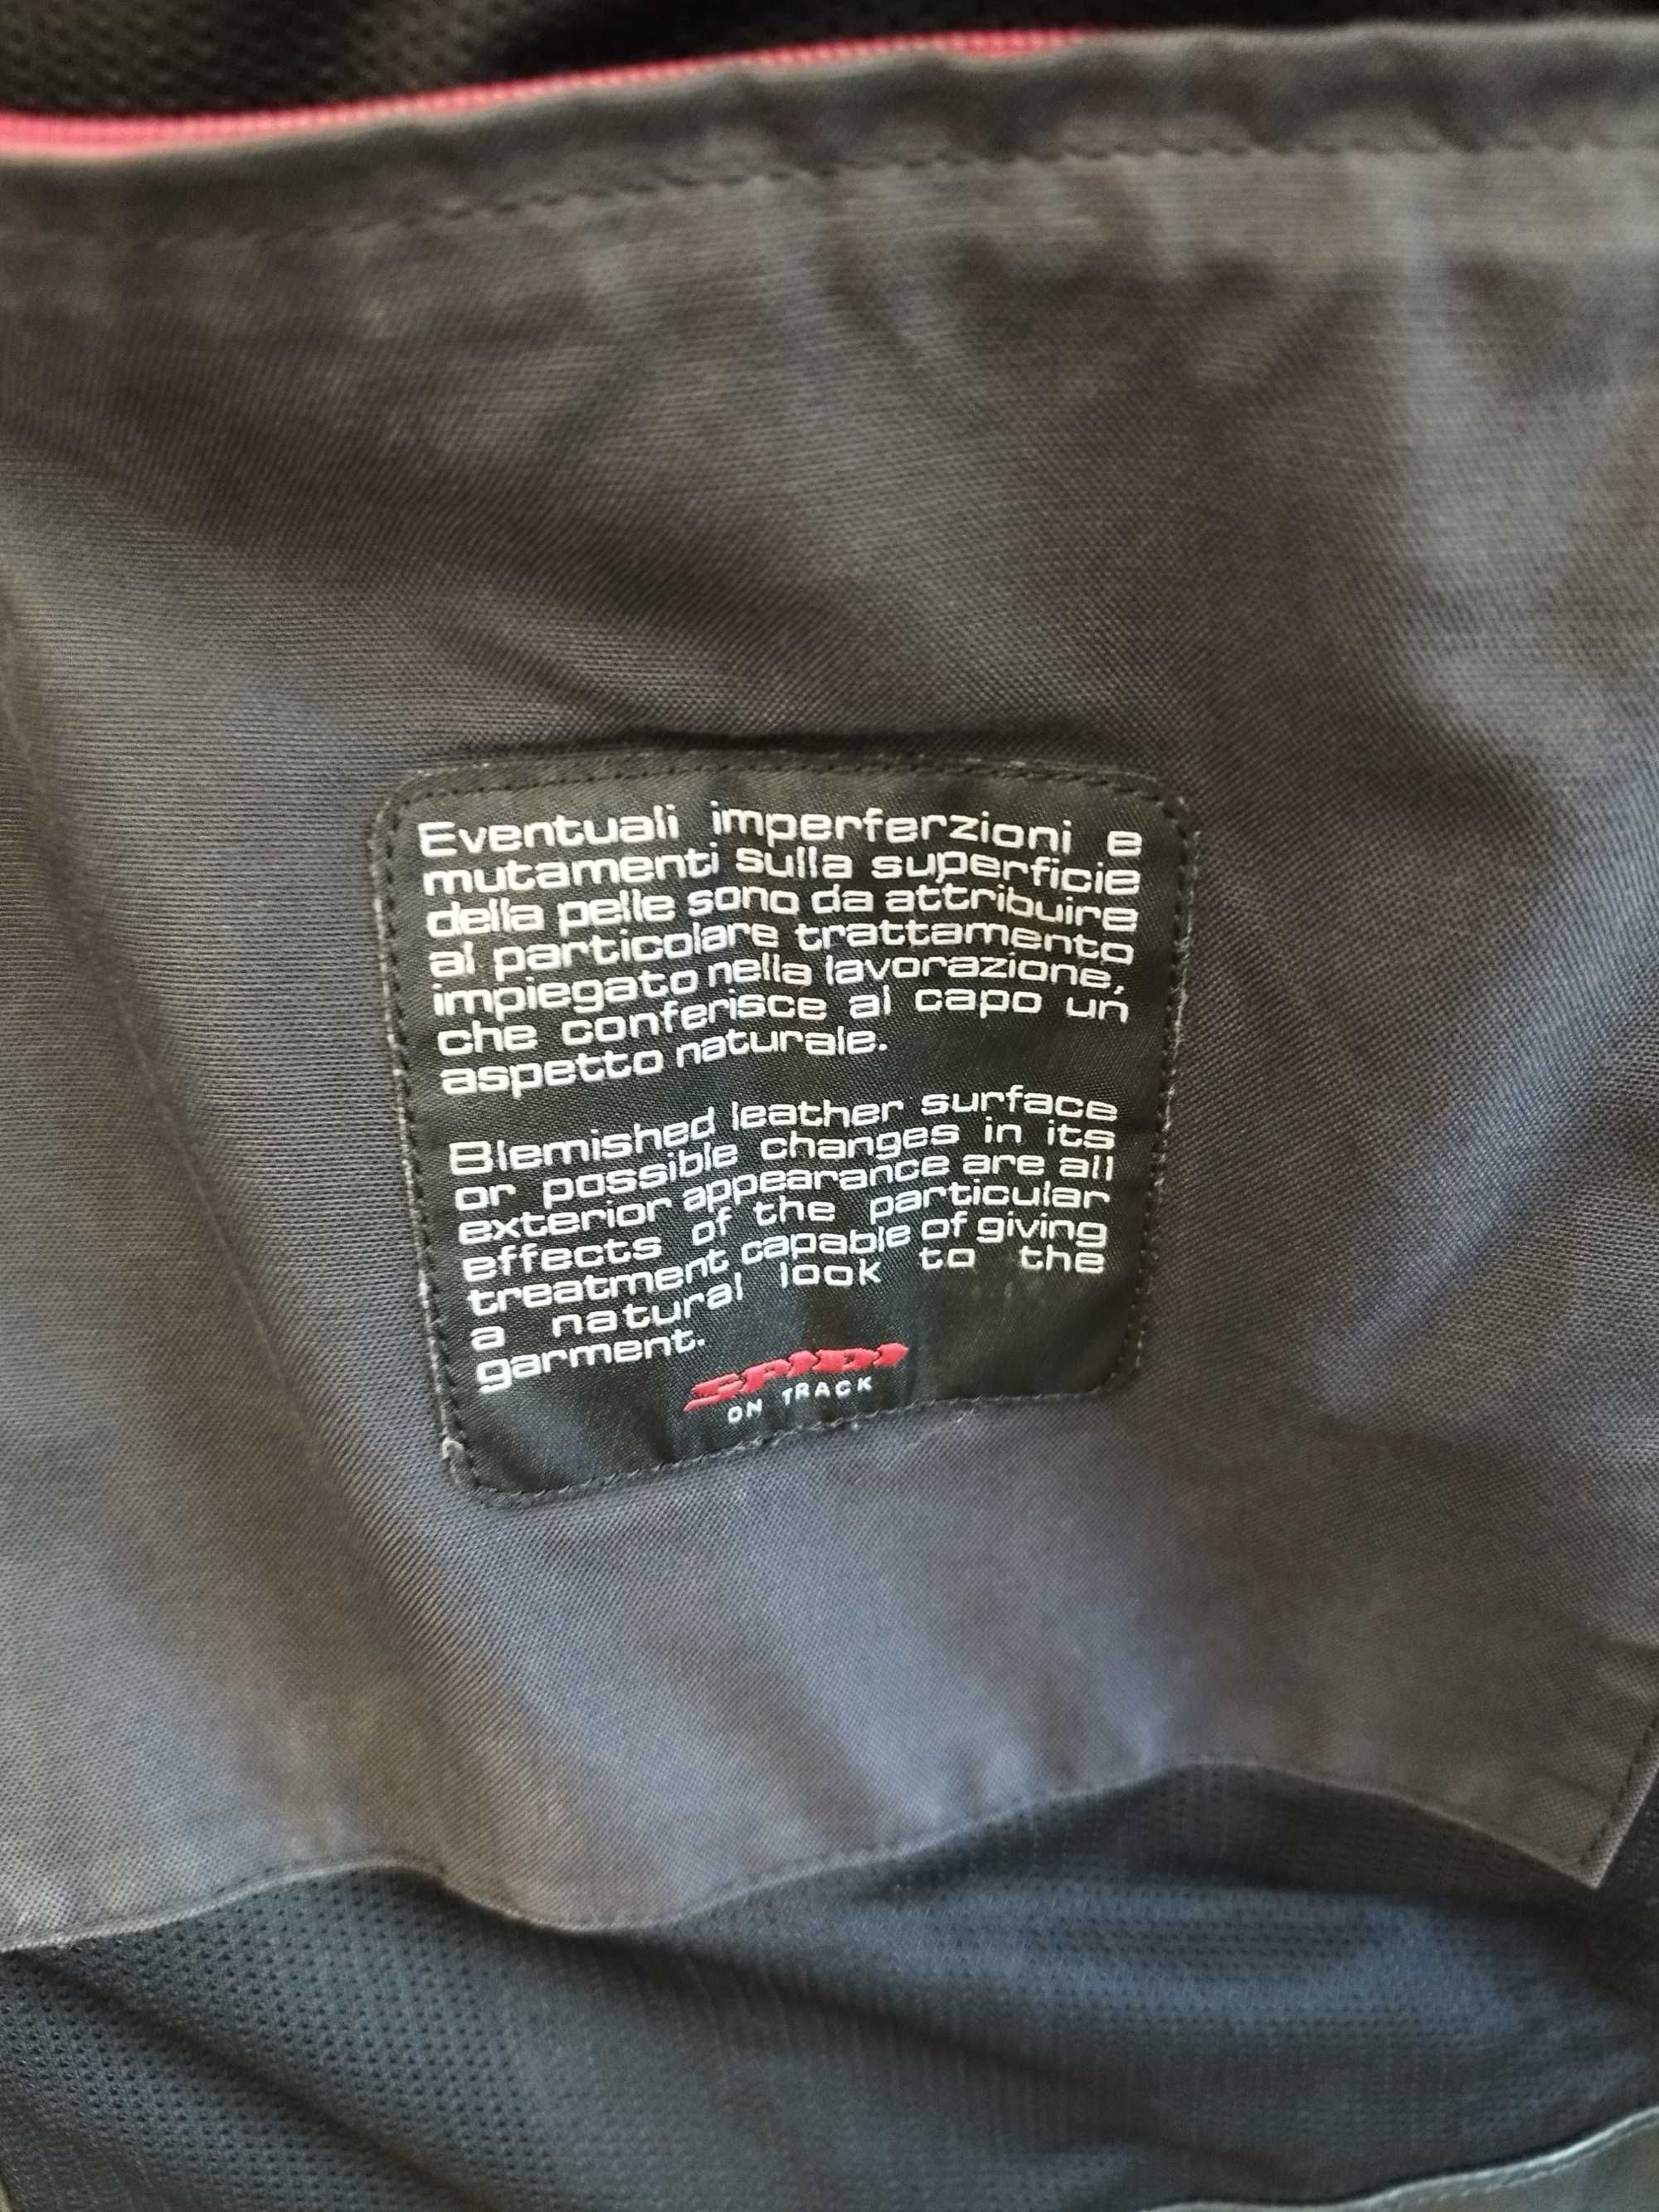 Eventuali imperferzioni e
mutamenti sulla superficie
della pelle sono da attribuire
al particolare trattamento
impiegato nella lavorazione,
che conferisce al capo un
aspetto naturale.
Blemished leather surface
or possible changes in its
exterior appearance are all
effects of the particular
treatment capable of giving
a natural look to the
garment.
SPIDI
ON TRACK